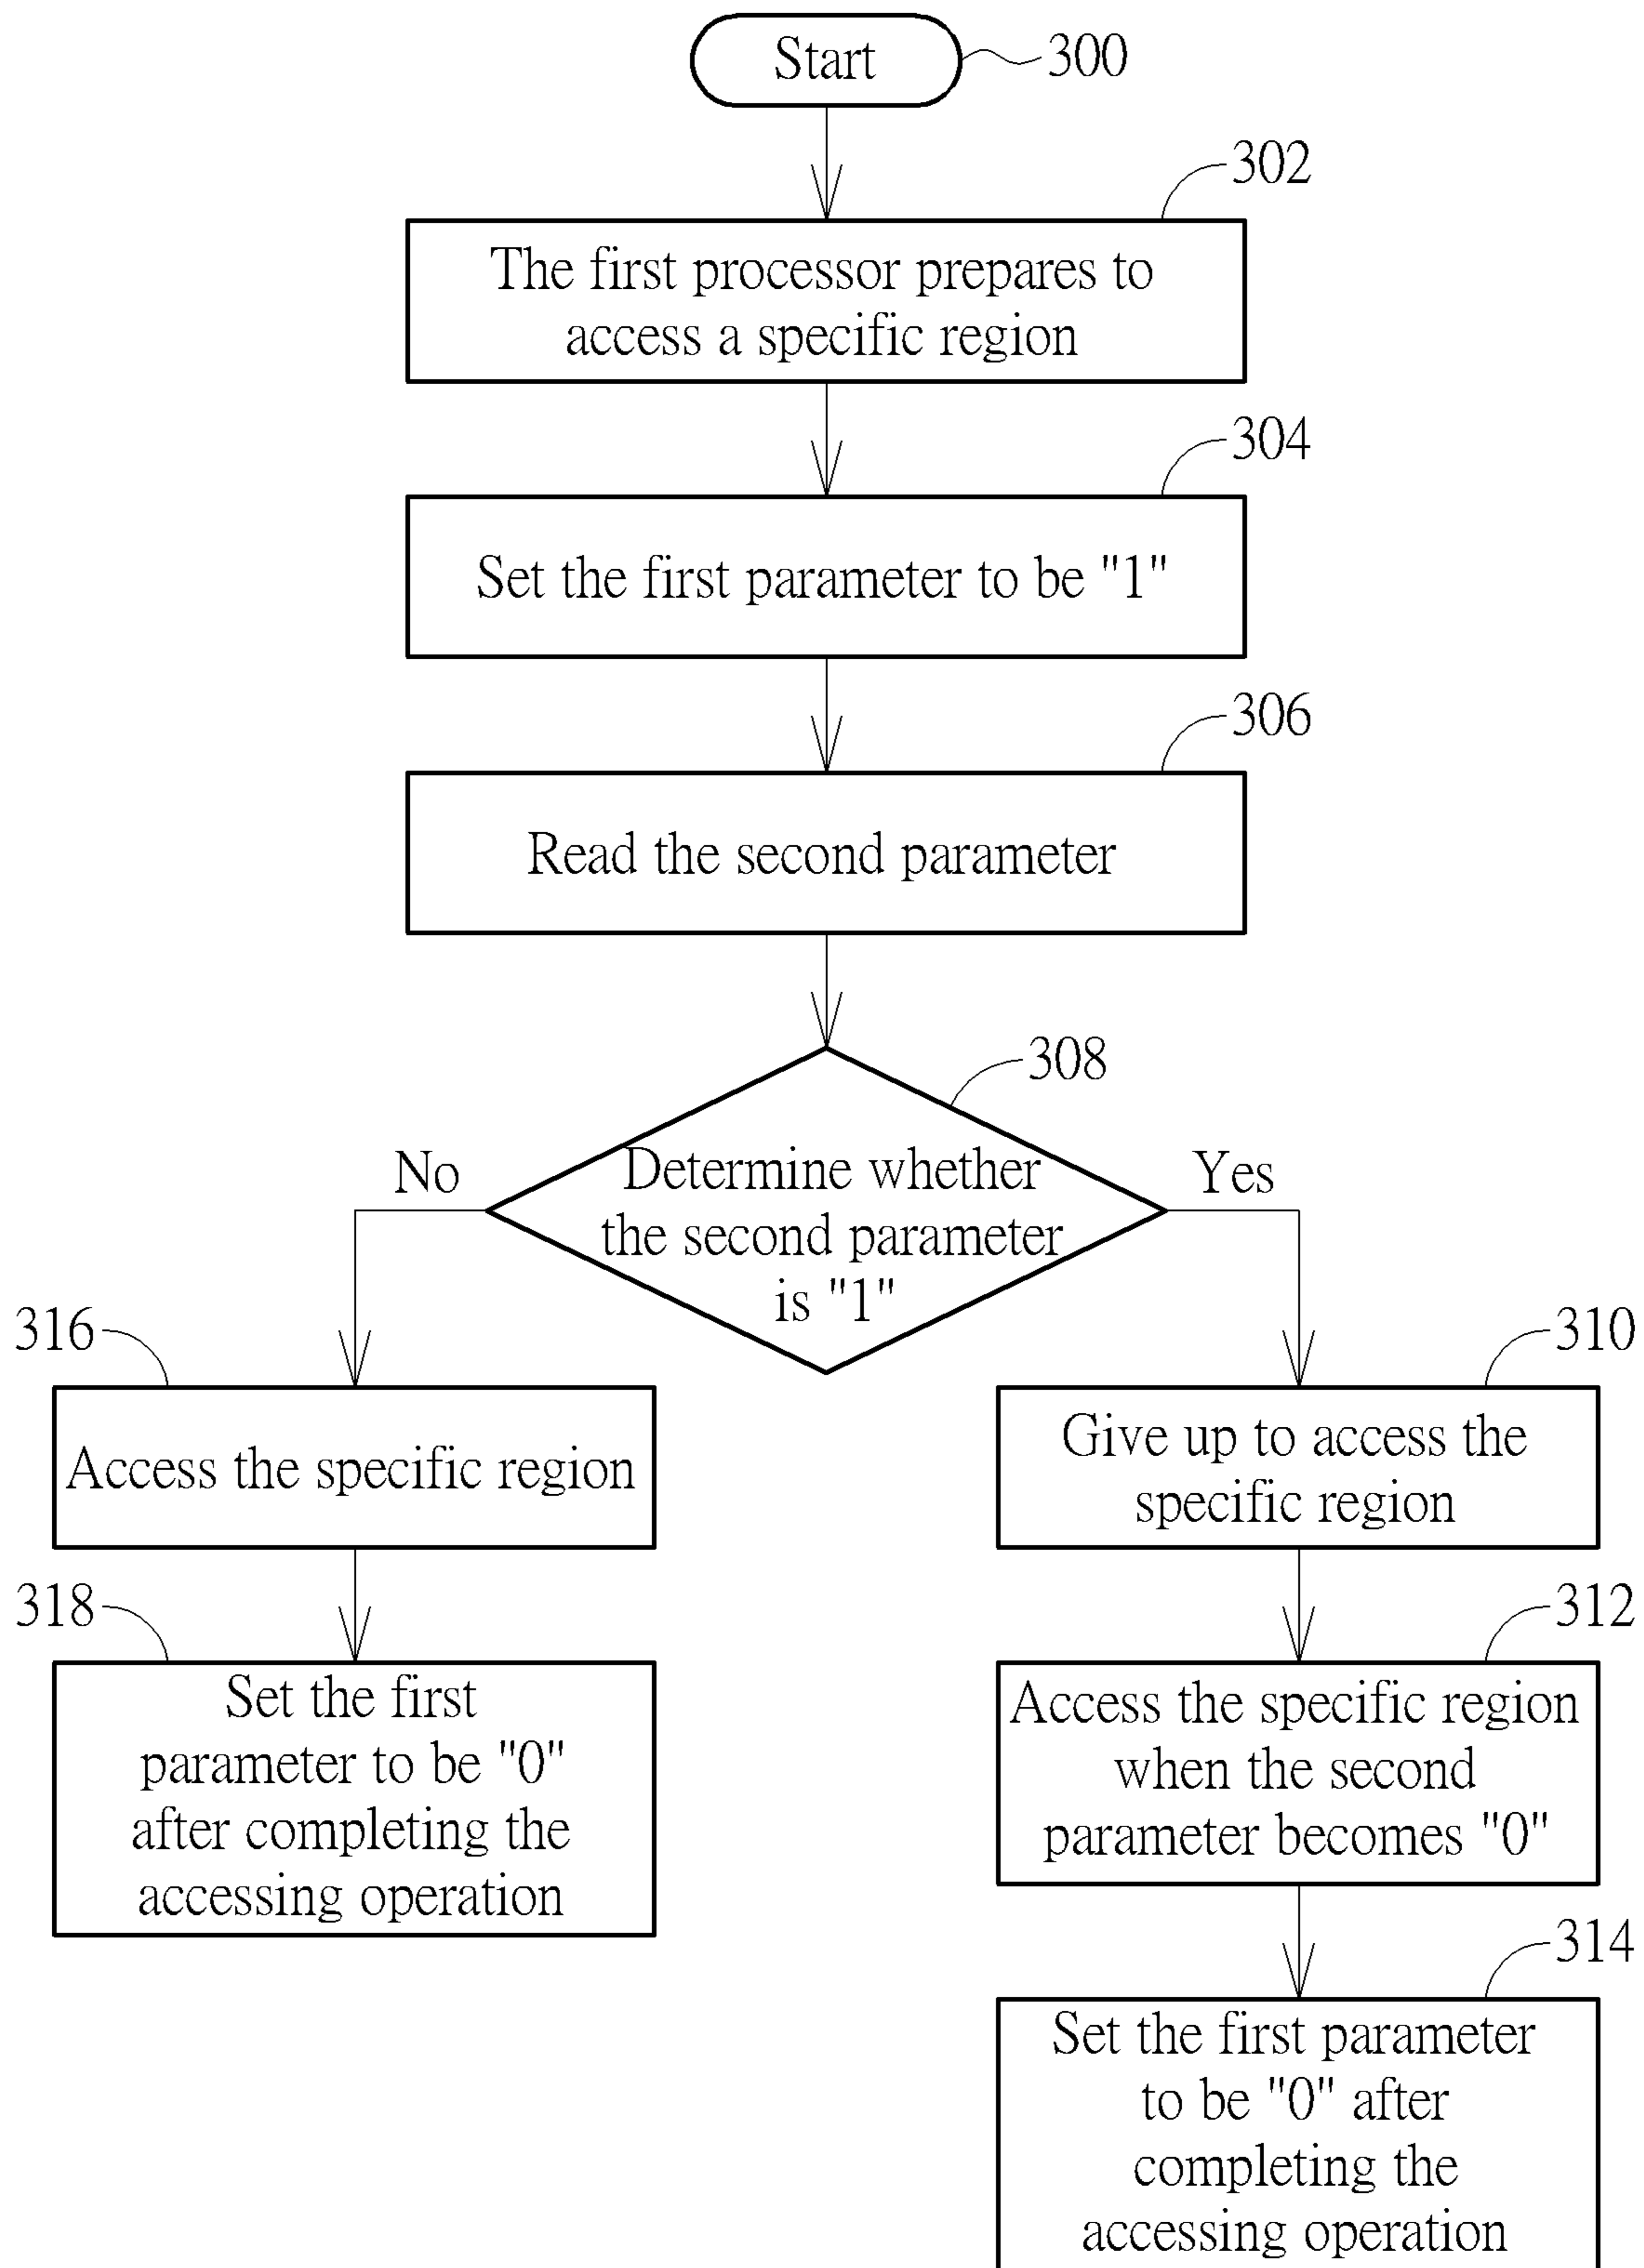 Start
300
302
The first processor prepares to
access a specific region
304
Set the first parameter to be "1"
306
Read the second parameter
308
Determine whether
the second parameter
is "1"
No
Yes
316
Access the specific region
310
Give up to access the
specific region
318
Set the first
parameter to be "0"
after completing the
accessing operation
312
Access the specific region
when the second
parameter becomes "0"
314
Set the first parameter
to be "0" after
completing the
accessing operation